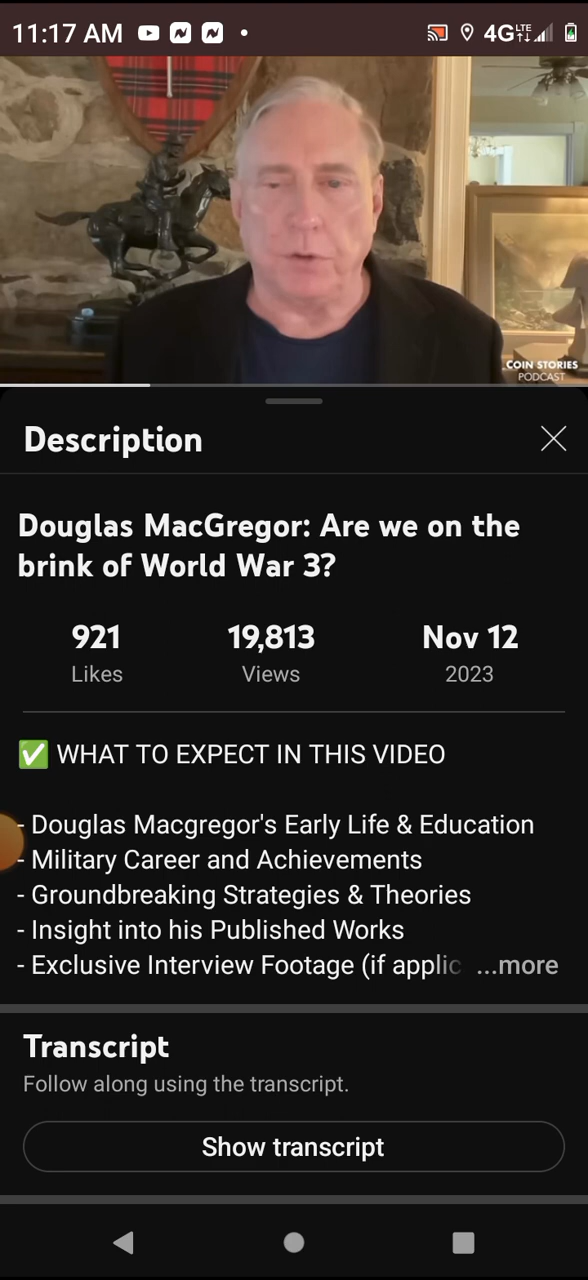 11:17 AM
4G LTE
COIN STORIES
PODCAST
Description
Douglas MacGregor: Are we on the
brink of World War 3?
921
Likes
19,813
Views
Nov 12
2023
✅ WHAT TO EXPECT IN THIS VIDEO
- Douglas Macgregor's Early Life & Education
- Military Career and Achievements
- Groundbreaking Strategies & Theories
- Insight into his Published Works
- Exclusive Interview Footage (if applic ...more
Transcript
Follow along using the transcript.
Show transcript